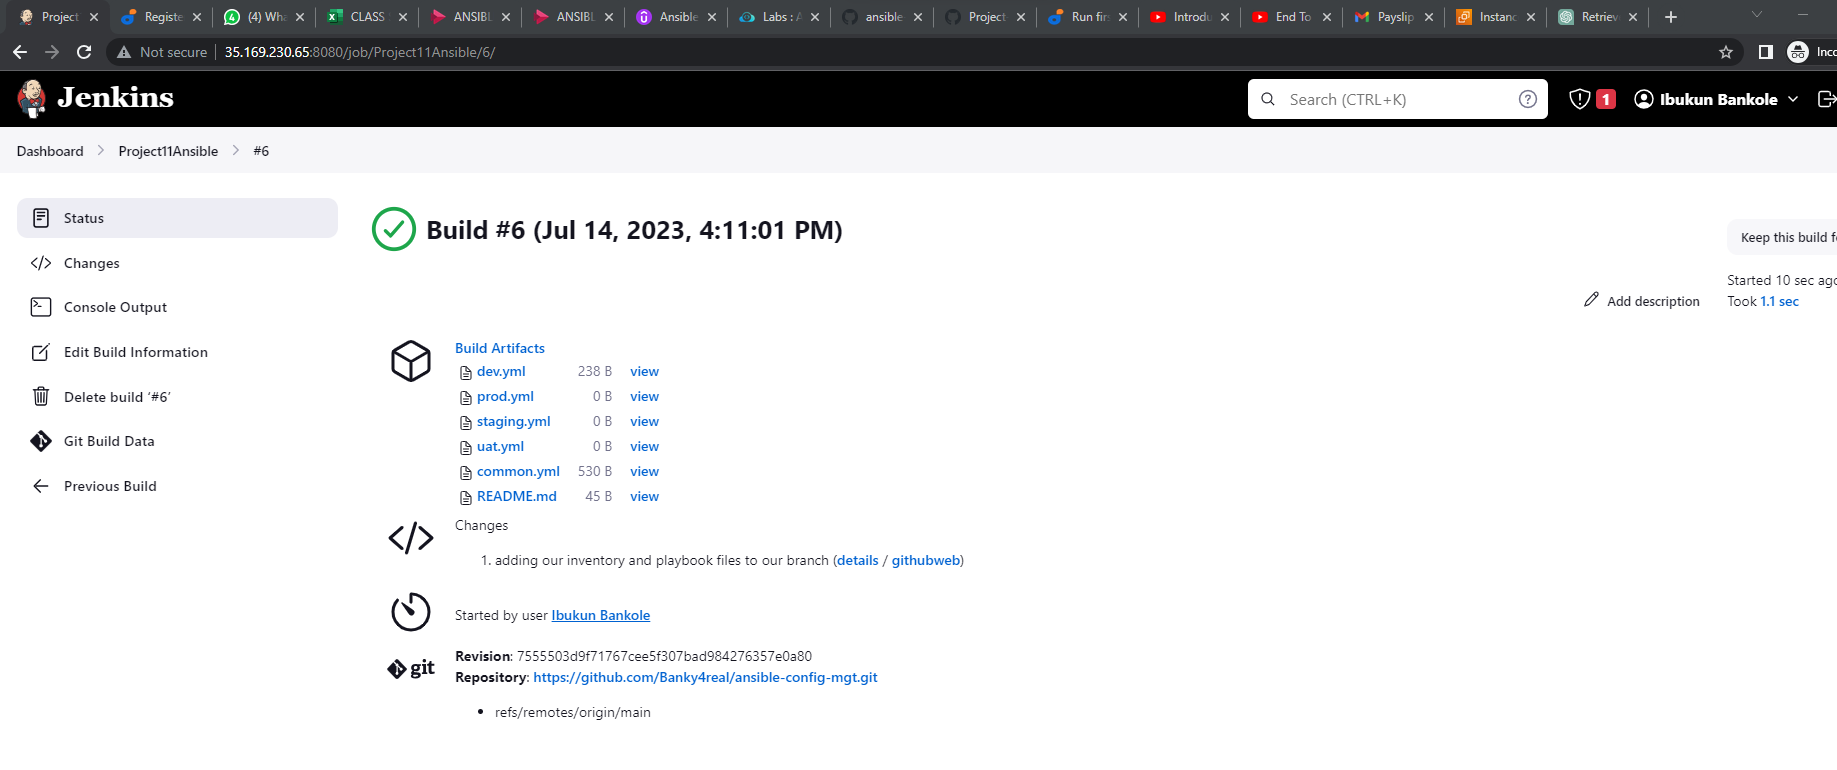 Project Registe (4) Wha CLASS ANSIBL ANSIBL Ansible Labs : A ansible Project Run fir Introdu End To Payslip Instanc Retriev
Not secure 35.169.230.65:8080/job/Project11Ansible/6/ Inco
Jenkins Search (CTRL+K) 1 Ibukun Bankole
Dashboard Project11Ansible #6
Status
Changes
Console Output
Edit Build Information
Delete build ‘#6’
Git Build Data
Previous Build
Build #6 (Jul 14, 2023, 4:11:01 PM)
Keep this build f
Started 10 sec ago
Add description
Took 1.1 sec
Build Artifacts
dev.yml 238 B view
prod.yml 0 B view
staging.yml 0 B view
uat.yml 0 B view
common.yml 530 B view
README.md 45 B view
Changes
1. adding our inventory and playbook files to our branch (details / githubweb)
Started by user Ibukun Bankole
git
Revision: 7555503d9f71767cee5f307bad984276357e0a80
Repository: https://github.com/Banky4real/ansible-config-mgt.git
• refs/remotes/origin/main